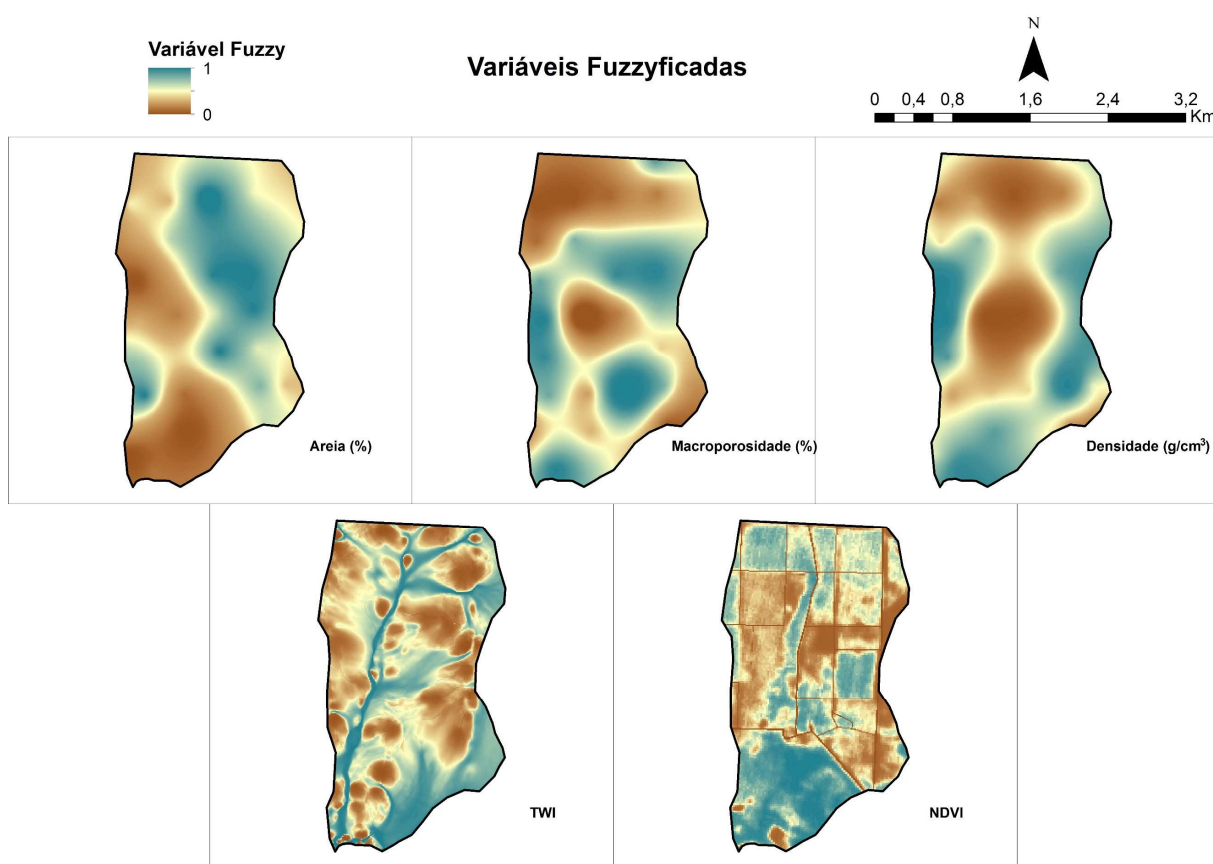 Variável Fuzzy
1
0
Variáveis Fuzzyficadas
N
0 0,4 0,8 1,6 2,4 3,2
Km
Areia (%)
Macroporosidade (%)
Densidade (g/cm³)
TWI
NDVI